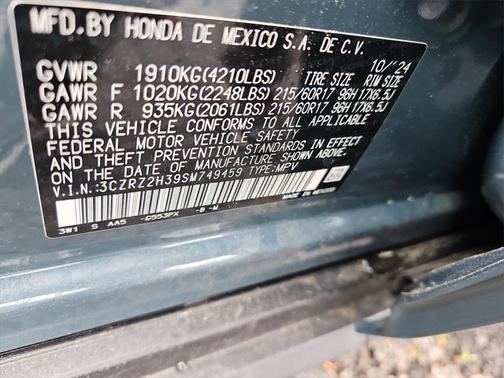 MFD. BY HONDA DE MEXICO S.A. DE C.V.
10/24
GVWR 1910KG(4210LBS) TIRE SIZE RIM SIZE
GAWR F 1020KG(2248LBS) 215/60R17 96H 17X6.5J
GAWR R 935KG(2061LBS) 215/60R17 96H 17X6.5J
THIS VEHICLE CONFORMS TO ALL APPLICABLE
FEDERAL MOTOR VEHICLE SAFETY
STANDARDS IN EFFECT ON THE DATE OF
MANUFACTURE SHOWN ABOVE.
V.I.N.:3CZRZ2H39SM749459 TYPE:MPV
3W1 S AA5 -G553PX -B -M MADE IN MEXICO